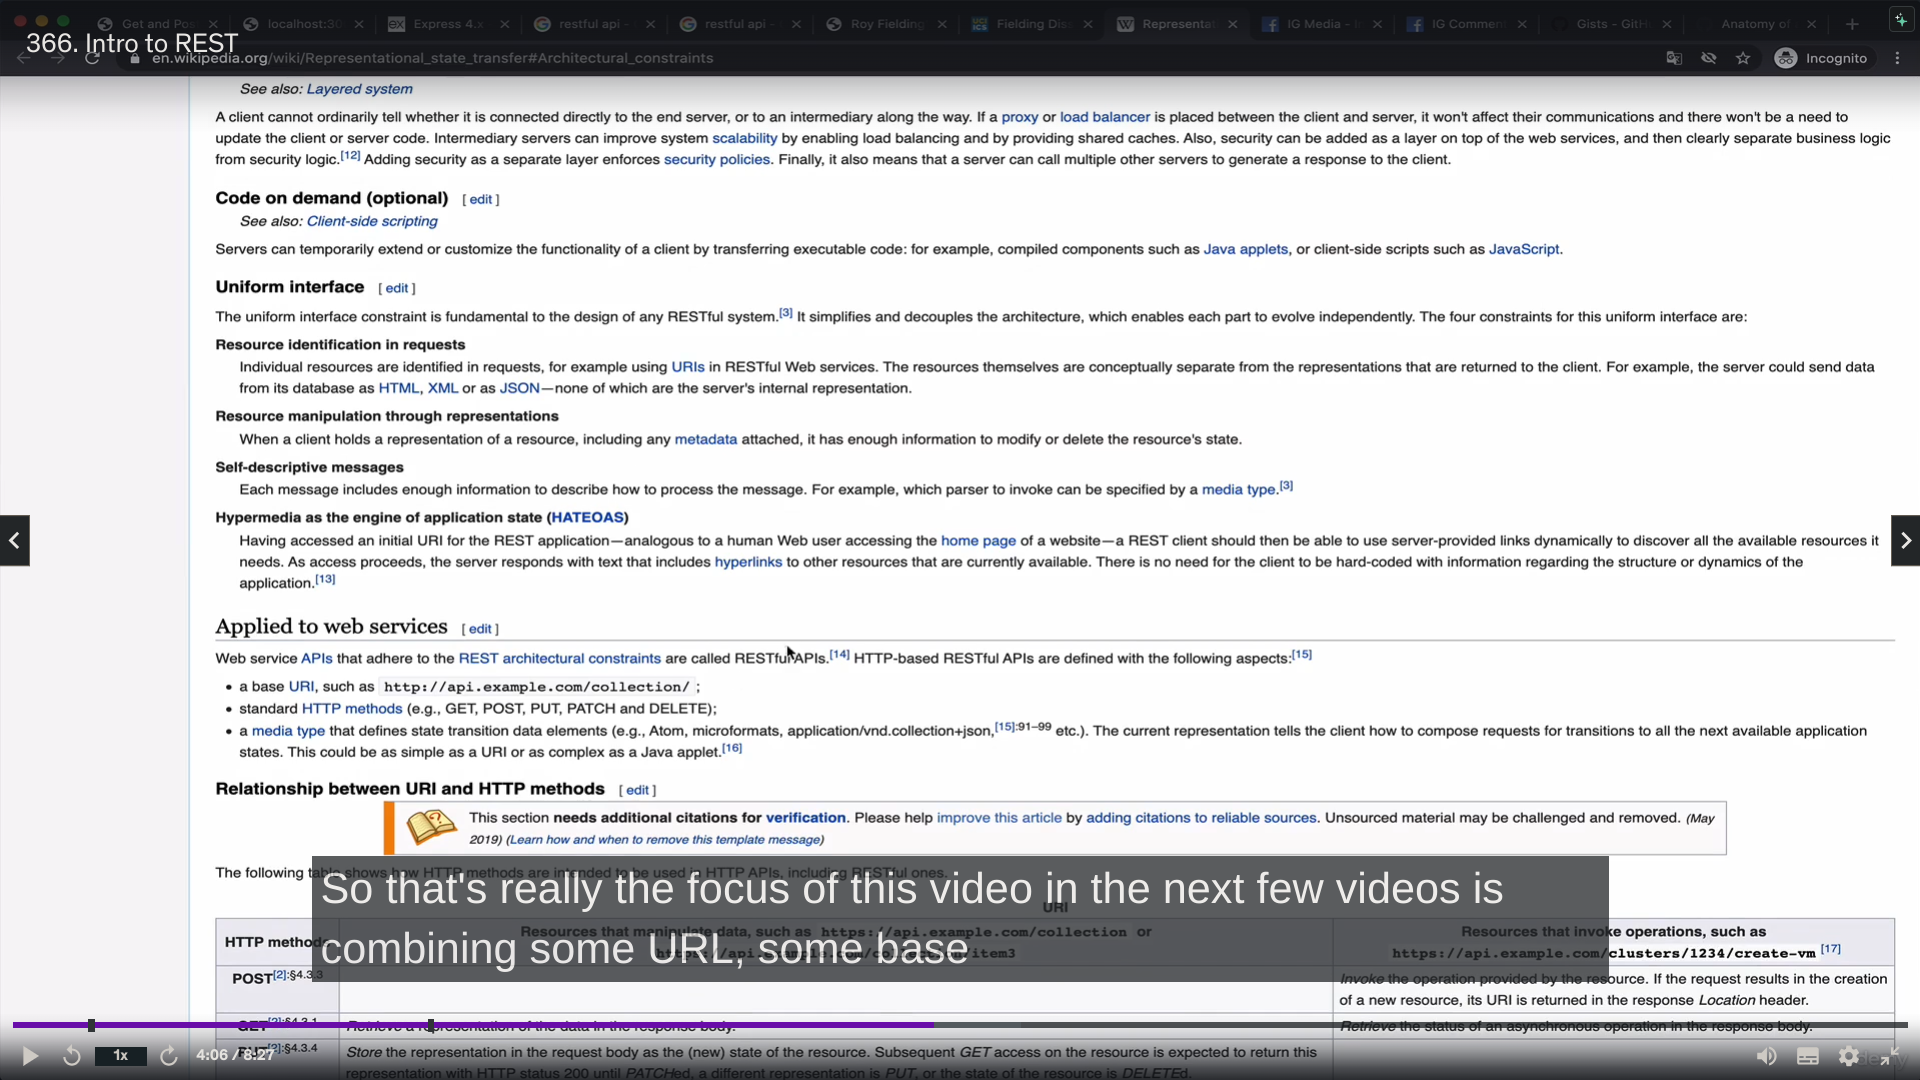 Get and Pos
localhost:30
Express 4.x
restful api -
restful api -
Roy Fielding
Fielding Dis
Representat
IG Media -
IG Commen
Gists - GitH
Anatomy of
366. Intro to REST
en.wikipedia.org/wiki/Representational_state_transfer#Architectural_constraints
Incognito
See also: Layered system
A client cannot ordinarily tell whether it is connected directly to the end server, or to an intermediary along the way. If a proxy or load balancer is placed between the client and server, it won't affect their communications and there won't be a need to
update the client or server code. Intermediary servers can improve system scalability by enabling load balancing and by providing shared caches. Also, security can be added as a layer on top of the web services, and then clearly separate business logic
from security logic.[12] Adding security as a separate layer enforces security policies. Finally, it also means that a server can call multiple other servers to generate a response to the client.
Code on demand (optional) [ edit ]
See also: Client-side scripting
Servers can temporarily extend or customize the functionality of a client by transferring executable code: for example, compiled components such as Java applets, or client-side scripts such as JavaScript.
Uniform interface [ edit ]
The uniform interface constraint is fundamental to the design of any RESTful system.[3] It simplifies and decouples the architecture, which enables each part to evolve independently. The four constraints for this uniform interface are:
Resource identification in requests
Individual resources are identified in requests, for example using URIs in RESTful Web services. The resources themselves are conceptually separate from the representations that are returned to the client. For example, the server could send data
from its database as HTML, XML or as JSON—none of which are the server's internal representation.
Resource manipulation through representations
When a client holds a representation of a resource, including any metadata attached, it has enough information to modify or delete the resource's state.
Self-descriptive messages
Each message includes enough information to describe how to process the message. For example, which parser to invoke can be specified by a media type.[3]
Hypermedia as the engine of application state (HATEOAS)
Having accessed an initial URI for the REST application—analogous to a human Web user accessing the home page of a website—a REST client should then be able to use server-provided links dynamically to discover all the available resources it
needs. As access proceeds, the server responds with text that includes hyperlinks to other resources that are currently available. There is no need for the client to be hard-coded with information regarding the structure or dynamics of the
application.[13]
Applied to web services [ edit ]
Web service APIs that adhere to the REST architectural constraints are called RESTful APIs.[14] HTTP-based RESTful APIs are defined with the following aspects:[15]
• a base URI, such as http://api.example.com/collection/ ;
• standard HTTP methods (e.g., GET, POST, PUT, PATCH and DELETE);
• a media type that defines state transition data elements (e.g., Atom, microformats, application/vnd.collection+json,[15]:91–99 etc.). The current representation tells the client how to compose requests for transitions to all the next available application
states. This could be as simple as a URI or as complex as a Java applet.[16]
Relationship between URI and HTTP methods [ edit ]
This section needs additional citations for verification. Please help improve this article by adding citations to reliable sources. Unsourced material may be challenged and removed. (May
2019) (Learn how and when to remove this template message)
The following table shows how HTTP methods are intended to be used in HTTP APIs, including RESTful ones.
So that's really the focus of this video in the next few videos is
combining some URL, some base
URI
HTTP methods
Resources that manipulate data, such as https://api.example.com/collection or
https://api.example.com/collection/item3
Resources that invoke operations, such as
https://api.example.com/clusters/1234/create-vm [17]
POST[2]:§4.3.3
Invoke the operation provided by the resource. If the request results in the creation
of a new resource, its URI is returned in the response Location header.
GET[2]:§4.3.1
Retrieve a representation of the data in the response body.
Retrieve the status of an asynchronous operation in the response body.
PUT[2]:§4.3.4
Store the representation in the request body as the (new) state of the resource. Subsequent GET access on the resource is expected to return this
representation with HTTP status 200 until PATCHed, a different representation is PUT, or the state of the resource is DELETEd.
1x
4:06 / 8:27